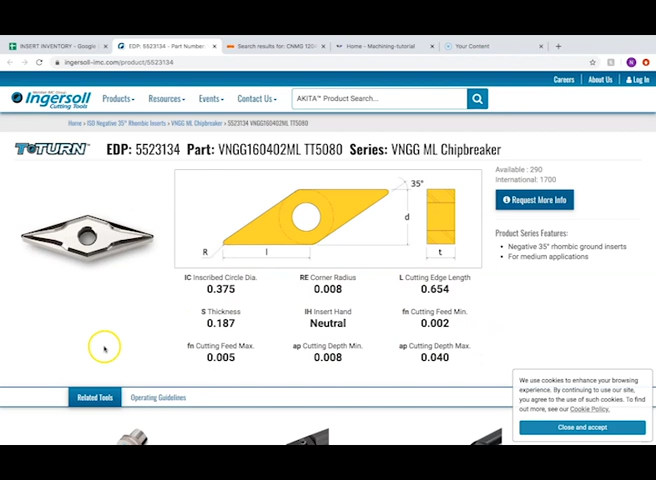 INSERT INVENTORY - Googl
EDP: 5523134 - Part Number
Search results for: CNMG 120
Home - Machining-tutorial
Your Content
ingersoll-imc.com/product/5523134
N
Careers
About Us
Log In
Member IMC Group
Ingersoll
Cutting Tools
Products
Resources
Events
Contact Us
AKITA™ Product Search...
Home » ISO Negative 35° Rhombic Inserts » VNGG ML Chipbreaker » 5523134 VNGG160402ML TT5080
T-TURN EDP: 5523134 Part: VNGG160402ML TT5080 Series: VNGG ML Chipbreaker
Available : 290
International: 1700
Request More Info
Product Series Features:
Negative 35° rhombic ground inserts
For medium applications
35°
d
R
l
t
IC Inscribed Circle Dia.
0.375
RE Corner Radius
0.008
L Cutting Edge Length
0.654
S Thickness
0.187
IH Insert Hand
Neutral
fn Cutting Feed Min.
0.002
fn Cutting Feed Max.
0.005
ap Cutting Depth Min.
0.008
ap Cutting Depth Max.
0.040
Related Tools
Operating Guidelines
We use cookies to enhance your browsing
experience. By continuing to use our site,
you agree to the use of such cookies. To find
out more, see our Cookie Policy.
Close and accept